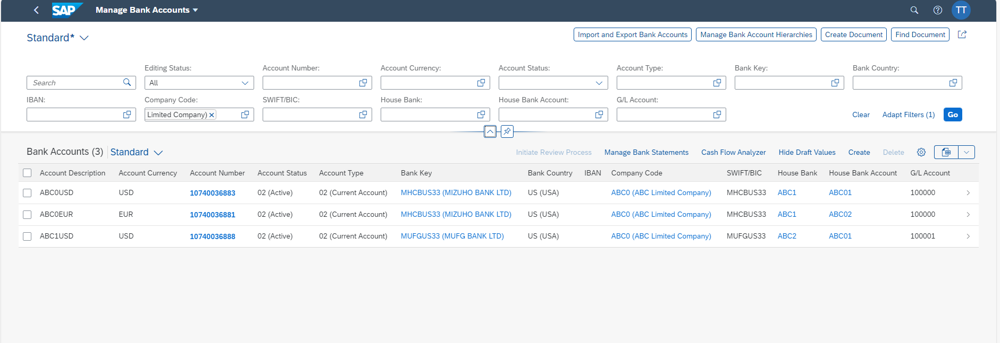 SAP Manage Bank Accounts TT
Standard* Import and Export Bank Accounts Manage Bank Account Hierarchies Create Document Find Document
Editing Status: Account Number: Account Currency: Account Status: Account Type: Bank Key: Bank Country:
Search All
IBAN: Company Code: SWIFT/BIC: House Bank: House Bank Account: G/L Account:
Limited Company) Clear Adapt Filters (1) Go
Bank Accounts (3) Standard Initiate Review Process Manage Bank Statements Cash Flow Analyzer Hide Draft Values Create Delete
Account Description Account Currency Account Number Account Status Account Type Bank Key Bank Country IBAN Company Code SWIFT/BIC House Bank House Bank Account G/L Account
ABC0USD USD 10740036883 02 (Active) 02 (Current Account) MHCBUS33 (MIZUHO BANK LTD) US (USA) ABC0 (ABC Limited Company) MHCBUS33 ABC1 ABC01 100000
ABC0EUR EUR 10740036881 02 (Active) 02 (Current Account) MHCBUS33 (MIZUHO BANK LTD) US (USA) ABC0 (ABC Limited Company) MHCBUS33 ABC1 ABC02 100000
ABC1USD USD 10740036888 02 (Active) 02 (Current Account) MUFGUS33 (MUFG BANK LTD) US (USA) ABC0 (ABC Limited Company) MUFGUS33 ABC2 ABC01 100001